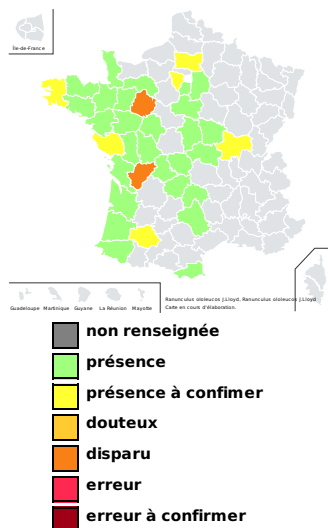 Île-de-France
Guadeloupe Martinique Guyane La Réunion Mayotte
Ranunculus ololeucos J.Lloyd, Ranunculus ololeucos J.Lloyd
Carte en cours d'élaboration.
non renseignée
présence
présence à confimer
douteux
disparu
erreur
erreur à confirmer